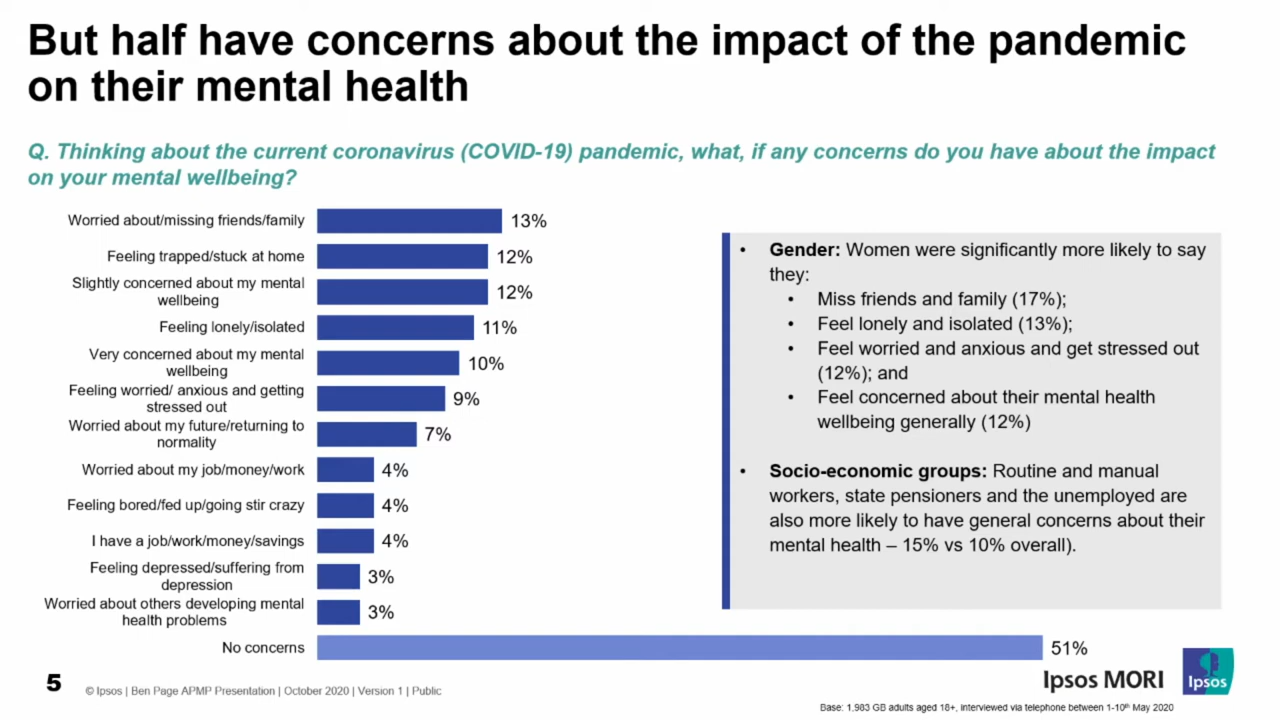 But half have concerns about the impact of the pandemic
on their mental health
Q. Thinking about the current coronavirus (COVID-19) pandemic, what, if any concerns do you have about the impact
on your mental wellbeing?
Worried about/missing friends/family 13%
Feeling trapped/stuck at home 12%
Slightly concerned about my mental
wellbeing 12%
Feeling lonely/isolated 11%
Very concerned about my mental
wellbeing 10%
Feeling worried/ anxious and getting
stressed out 9%
Worried about my future/returning to
normality 7%
Worried about my job/money/work 4%
Feeling bored/fed up/going stir crazy 4%
I have a job/work/money/savings 4%
Feeling depressed/suffering from
depression 3%
Worried about others developing mental
health problems 3%
No concerns 51%
• Gender: Women were significantly more likely to say
they:
• Miss friends and family (17%);
• Feel lonely and isolated (13%);
• Feel worried and anxious and get stressed out
(12%); and
• Feel concerned about their mental health
wellbeing generally (12%)
• Socio-economic groups: Routine and manual
workers, state pensioners and the unemployed are
also more likely to have general concerns about their
mental health – 15% vs 10% overall).
5
© Ipsos | Ben Page APMP Presentation | October 2020 | Version 1 | Public
Ipsos MORI
Ipsos
Base: 1,983 GB adults aged 18+, interviewed via telephone between 1-10th May 2020